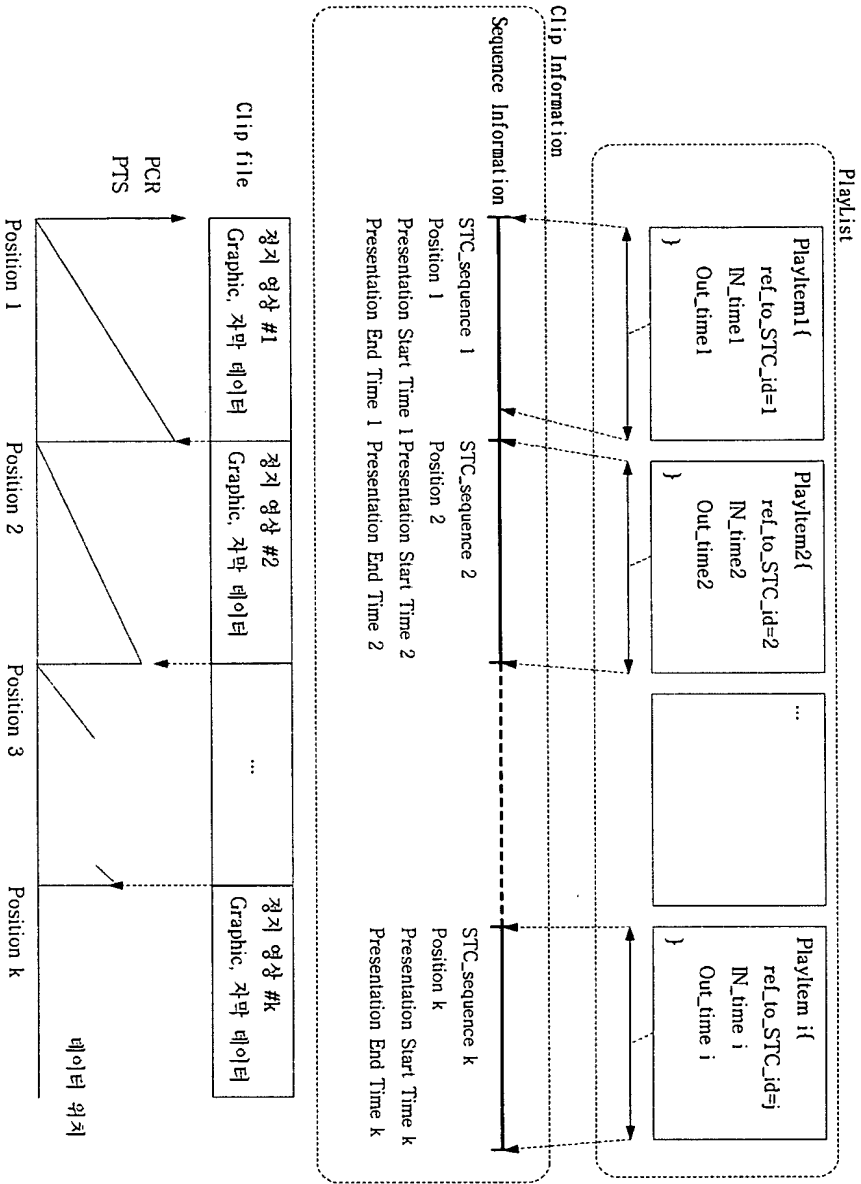 PlayList
PlayItem1{
ref_to_STC_id=1
IN_time1
Out_time1
}
PlayItem2{
ref_to_STC_id=2
IN_time2
Out_time2
}
...
PlayItem i{
ref_to_STC_id=j
IN_time i
Out_time i
}
Clip Information
Sequence Information
STC_sequence 1
Position 1
Presentation Start Time 1
Presentation End Time 1
STC_sequence 2
Position 2
Presentation Start Time 2
Presentation End Time 2
STC_sequence k
Position k
Presentation Start Time k
Presentation End Time k
Clip file
정지 영상 #1
Graphic, 자막 데이터
정지 영상 #2
Graphic, 자막 데이터
...
정지 영상 #k
Graphic, 자막 데이터
PCR
PTS
데이터 위치
Position 1
Position 2
Position 3
Position k